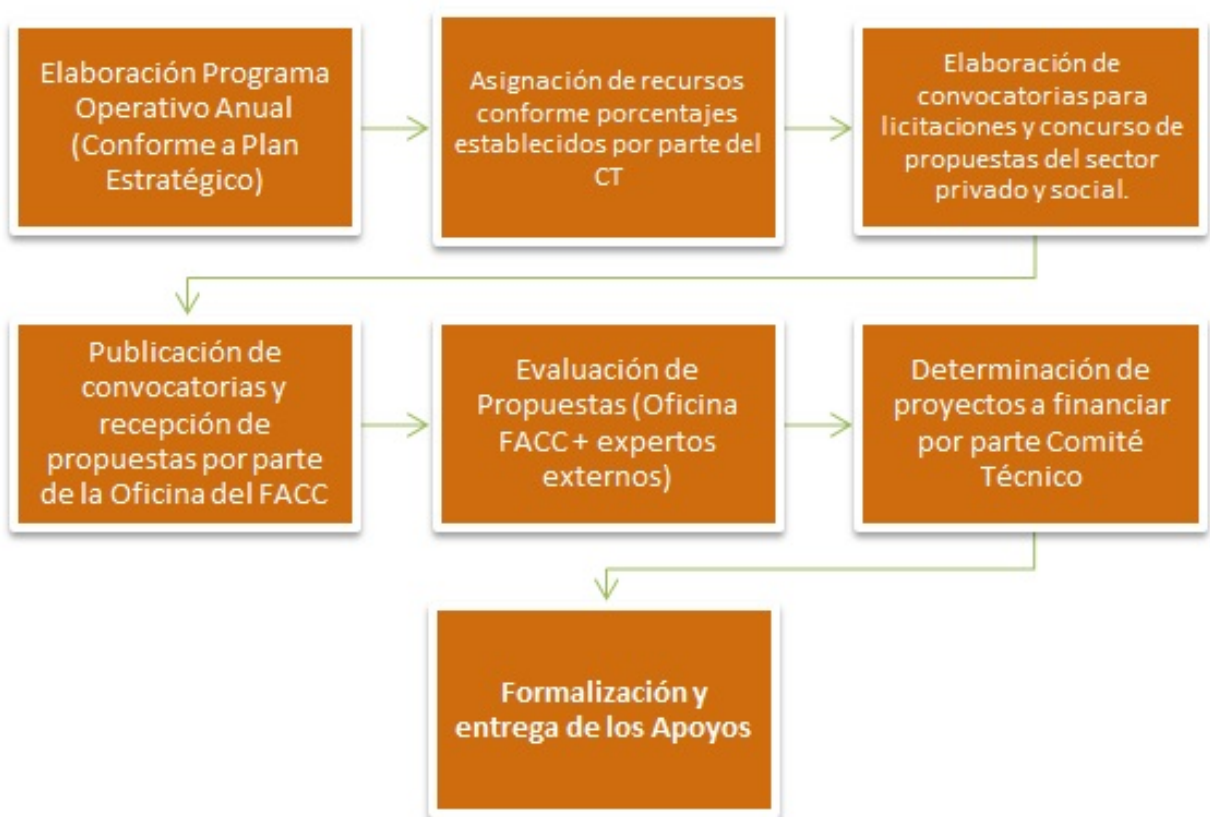 Elaboración Programa
Operativo Anual
(Conforme a Plan
Estratégico)
Asignación de recursos
conforme porcentajes
establecidos por parte del
CT
Elaboración de
convocatorias para
licitaciones y concurso de
propuestas del sector
privado y social.
Publicación de
convocatorias y
recepción de
propuestas por parte
de la Oficina del FACC
Evaluación de
Propuestas (Oficina
FACC + expertos
externos)
Determinación de
proyectos a financiar
por parte Comité
Técnico
Formalización y
entrega de los Apoyos